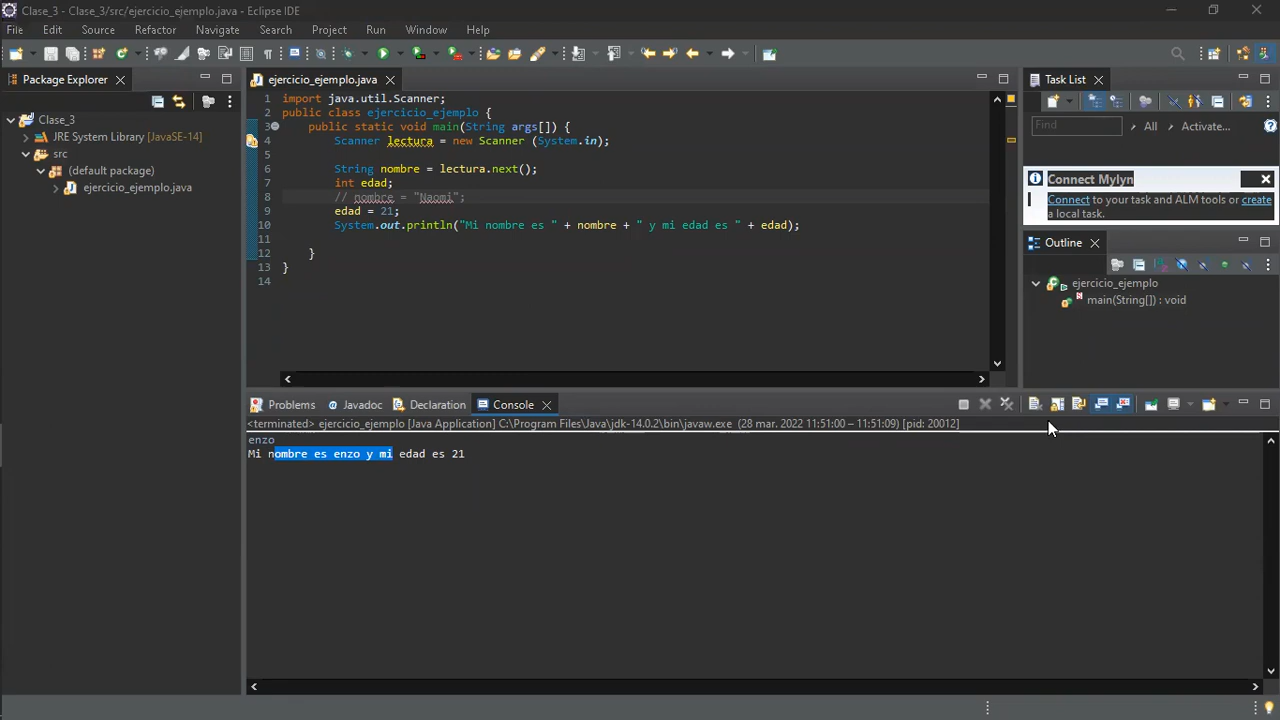 Clase_3 - Clase_3/src/ejercicio_ejemplo.java - Eclipse IDE
File Edit Source Refactor Navigate Search Project Run Window Help
Package Explorer
Clase_3
JRE System Library [JavaSE-14]
src
(default package)
ejercicio_ejemplo.java
ejercicio_ejemplo.java
1 import java.util.Scanner;
2 public class ejercicio_ejemplo {
3 public static void main(String args[]) {
4 Scanner lectura = new Scanner (System.in);
5
6 String nombre = lectura.next();
7 int edad;
8 // nombre = "Naomi";
9 edad = 21;
10 System.out.println("Mi nombre es " + nombre + " y mi edad es " + edad);
11
12 }
13 }
14
Task List
Find All Activate...
Connect Mylyn
Connect to your task and ALM tools or create
a local task.
Outline
ejercicio_ejemplo
main(String[]) : void
Problems @ Javadoc Declaration Console
<terminated> ejercicio_ejemplo [Java Application] C:\Program Files\Java\jdk-14.0.2\bin\javaw.exe (28 mar. 2022 11:51:00 – 11:51:09) [pid: 20012]
enzo
Mi nombre es enzo y mi edad es 21